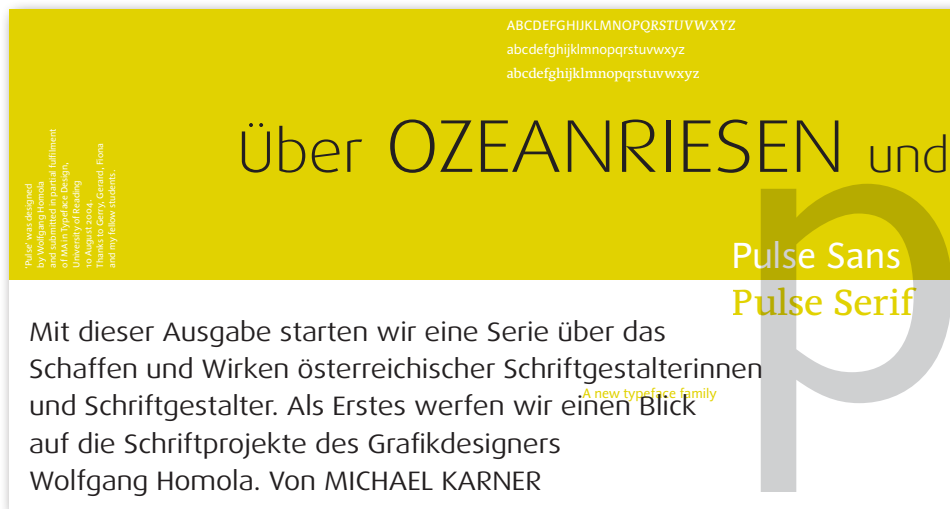 ABCDEFGHIJKLMNOPQRSTUVWXYZ
abcdefghijklmnopqrstuvwxyz
abcdefghijklmnopqrstuvwxyz
Über OZEANRIESEN und
'Pulse' was designed
by Wolfgang Homola
and submitted in partial fulfilment
of MA in Typeface Design,
University of Reading
10 August 2004.
Thanks to Gerry, Gerard, Fiona
and my fellow students.
Pulse Sans
Pulse Serif
p
Mit dieser Ausgabe starten wir eine Serie über das
Schaffen und Wirken österreichischer Schriftgestalterinnen
und Schriftgestalter. Als Erstes werfen wir einen Blick
auf die Schriftprojekte des Grafikdesigners
Wolfgang Homola. Von MICHAEL KARNER
A new typeface family